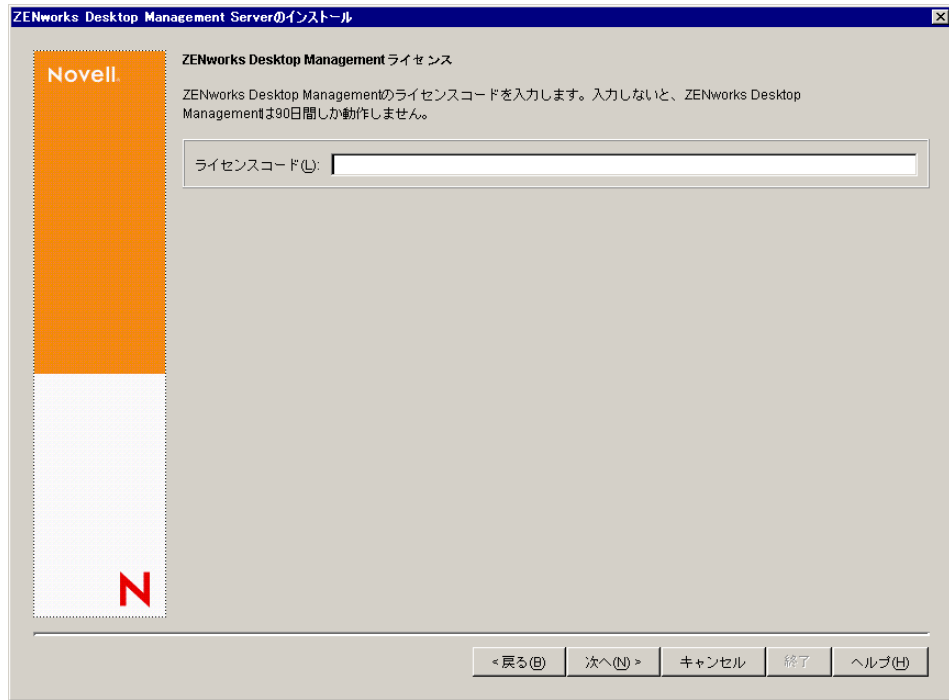 ZENworks Desktop Management Serverのインストール
Novell.
ZENworks Desktop Managementライセンス
ZENworks Desktop Managementのライセンスコードを入力します。入力しないと、ZENworks Desktop
Managementは90日間しか動作しません。
ライセンスコード(L):
N
<戻る(B)
次へ(N) >
キャンセル
終了
ヘルプ(H)